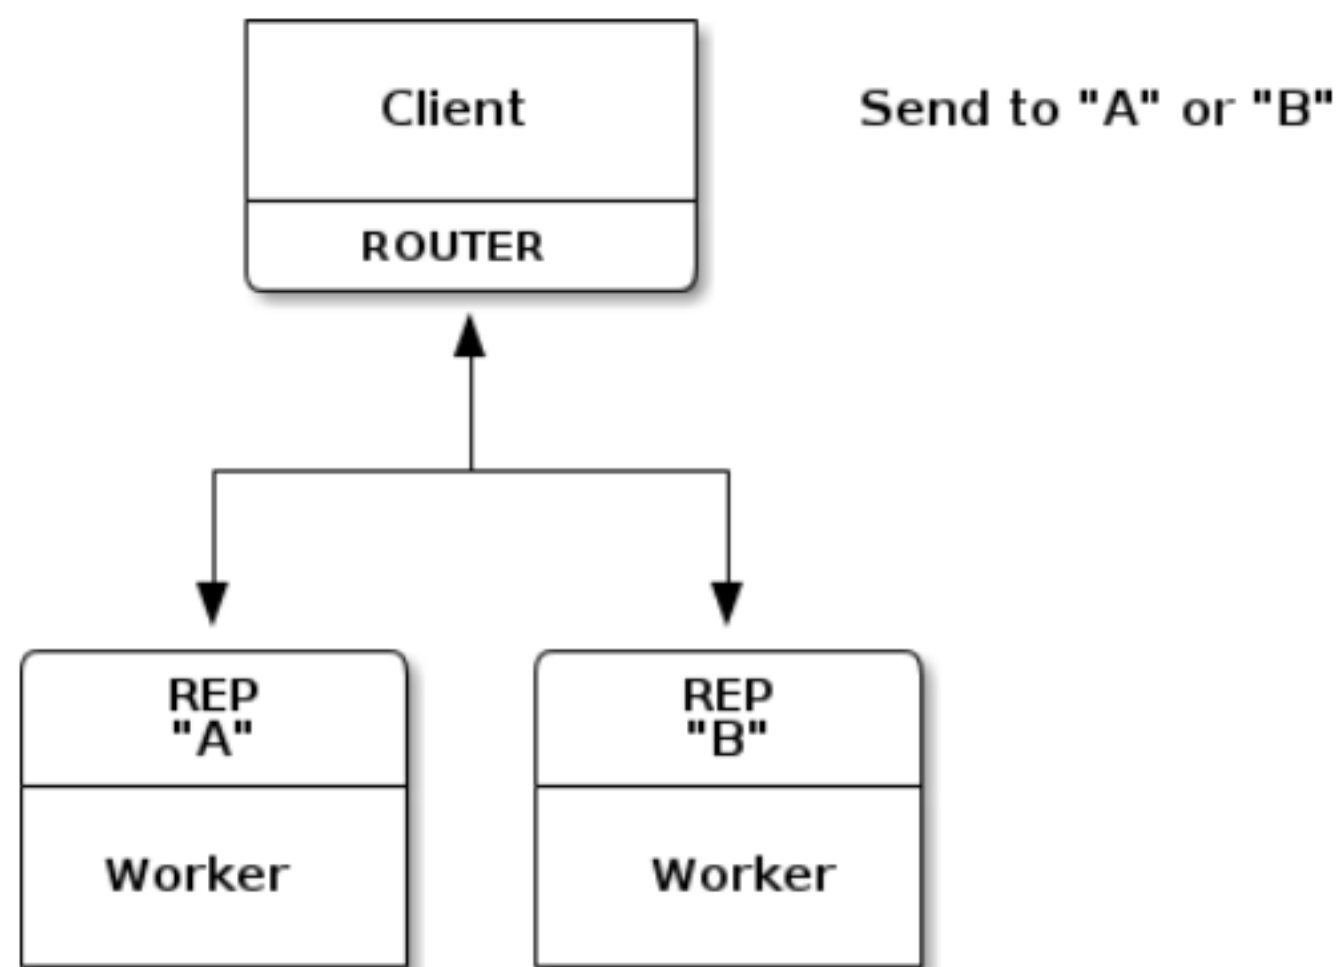 Client
Send to "A" or "B"
ROUTER
REP
"A"
REP
"B"
Worker
Worker